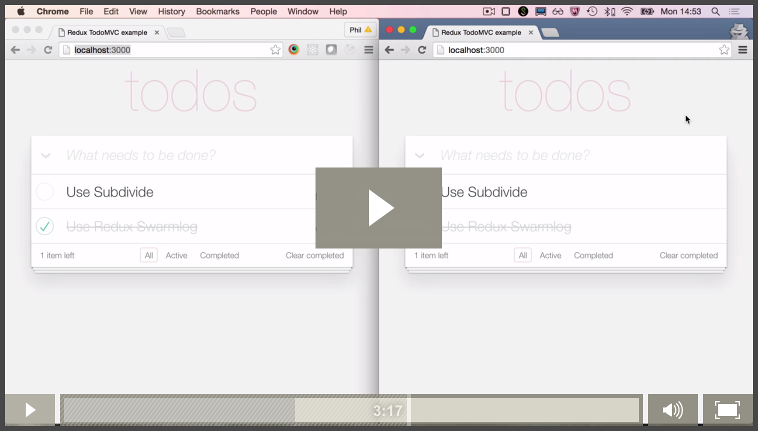 Chrome File Edit View History Bookmarks People Window Help Mon 14:53
Redux TodoMVC example
Phil
localhost:3000
todos
What needs to be done?
Use Subdivide
Use Redux Swarmlog
1 item left All Active Completed Clear completed
Redux TodoMVC example
localhost:3000
todos
What needs to be done?
Use Subdivide
Use Redux Swarmlog
1 item left All Active Completed Clear completed
3:17